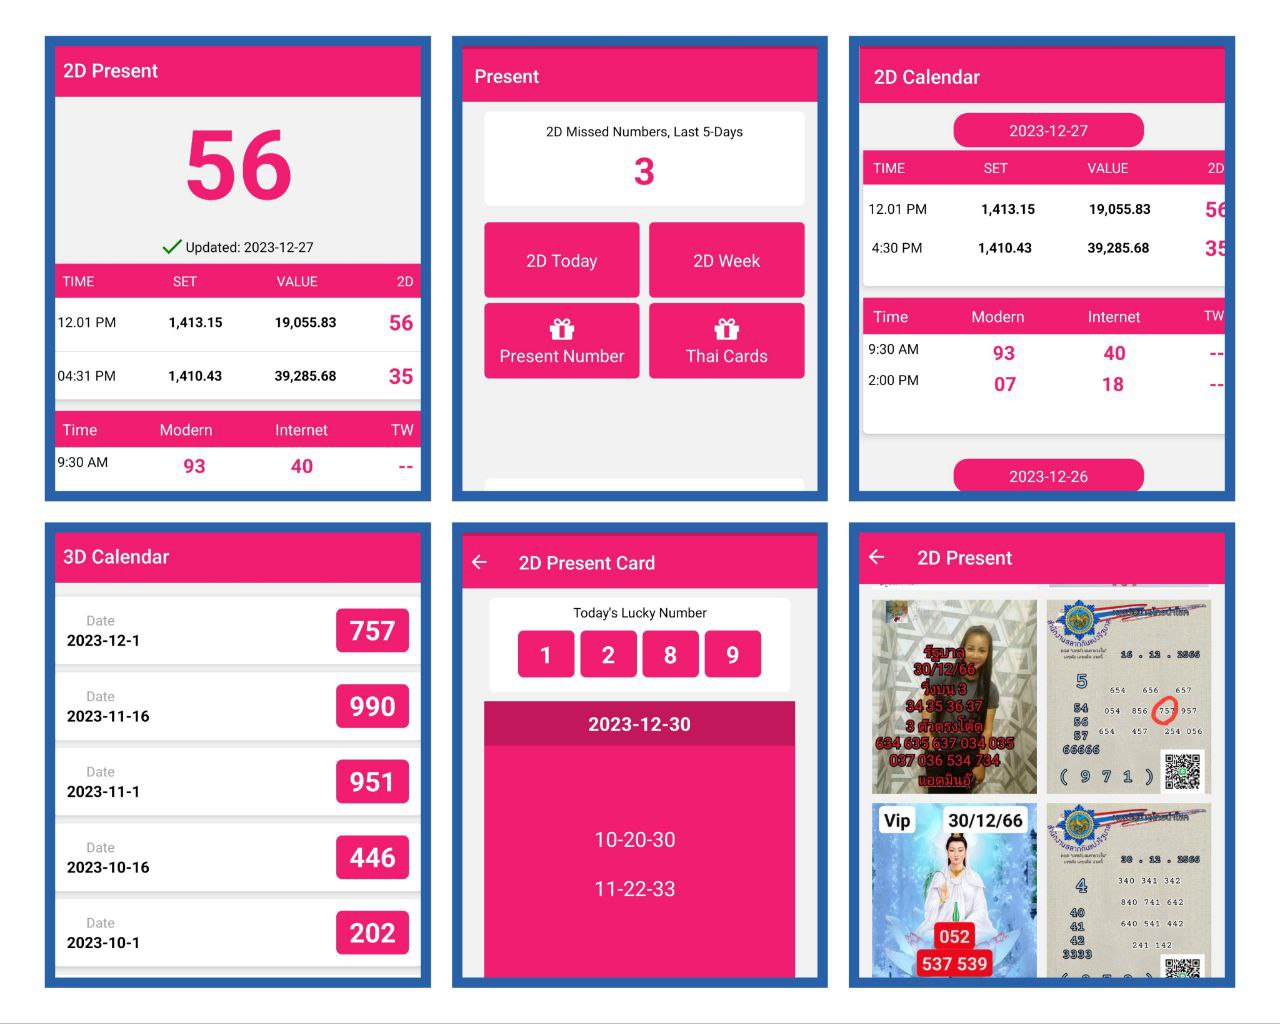 2D Present
56
Updated: 2023-12-27
TIME SET VALUE 2D
12.01 PM 1,413.15 19,055.83 56
04:31 PM 1,410.43 39,285.68 35
Time Modern Internet TW
9:30 AM 93 40 --
Present
2D Missed Numbers, Last 5-Days
3
2D Today 2D Week
Present Number Thai Cards
2D Calendar
2023-12-27
TIME SET VALUE 2D
12.01 PM 1,413.15 19,055.83 56
4:30 PM 1,410.43 39,285.68 35
Time Modern Internet TW
9:30 AM 93 40 --
2:00 PM 07 18 --
2023-12-26
3D Calendar
Date
2023-12-1 757
Date
2023-11-16 990
Date
2023-11-1 951
Date
2023-10-16 446
Date
2023-10-1 202
2D Present Card
Today's Lucky Number
1 2 8 9
2023-12-30
10-20-30
11-22-33
2D Present
รัฐบาล
30/12/66
วิ่งบน 3
34 35 36 37
3 ตัวตรงโต๊ด
634 635 637 034 035
037 036 534 734
แอดมินอุ๊
16 . 12 . 2566
5
654 656 657
54 054 856 757 957
56
57 654 457 254 056
66666
( 9 7 1 )
Vip 30/12/66
052
537 539
30 . 12 . 2566
4 340 341 342
840 741 642
40
41 640 541 442
42 241 142
3333